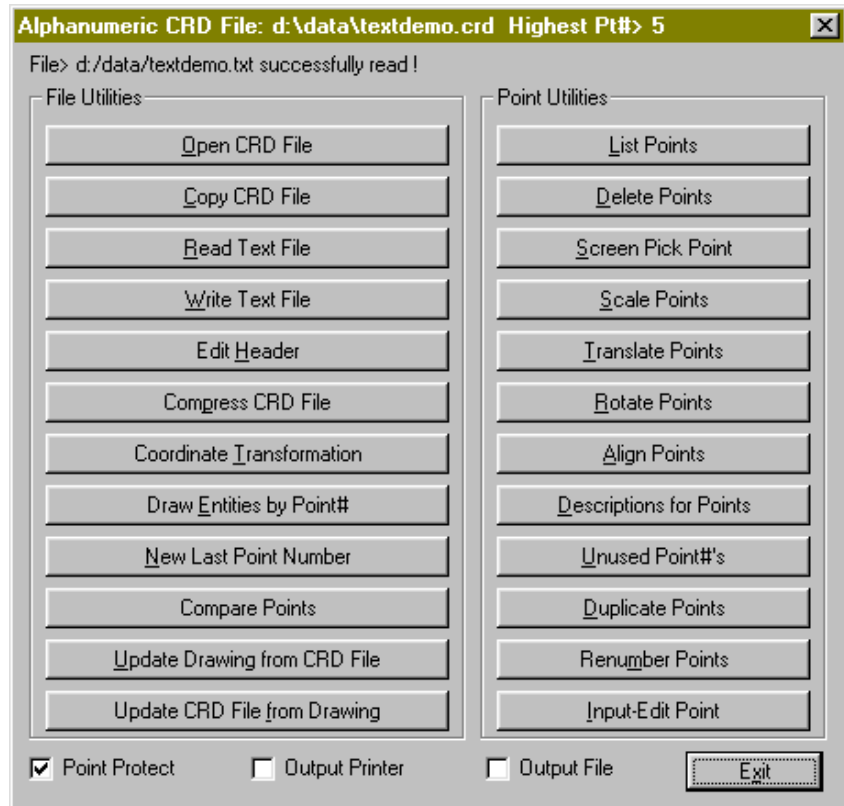 Alphanumeric CRD File: d:\data\textdemo.crd Highest Pt#> 5
File> d:/data/textdemo.txt successfully read !
File Utilities
Open CRD File
Copy CRD File
Read Text File
Write Text File
Edit Header
Compress CRD File
Coordinate Transformation
Draw Entities by Point#
New Last Point Number
Compare Points
Update Drawing from CRD File
Update CRD File from Drawing
Point Utilities
List Points
Delete Points
Screen Pick Point
Scale Points
Translate Points
Rotate Points
Align Points
Descriptions for Points
Unused Point#'s
Duplicate Points
Renumber Points
Input-Edit Point
Point Protect
Output Printer
Output File
Exit